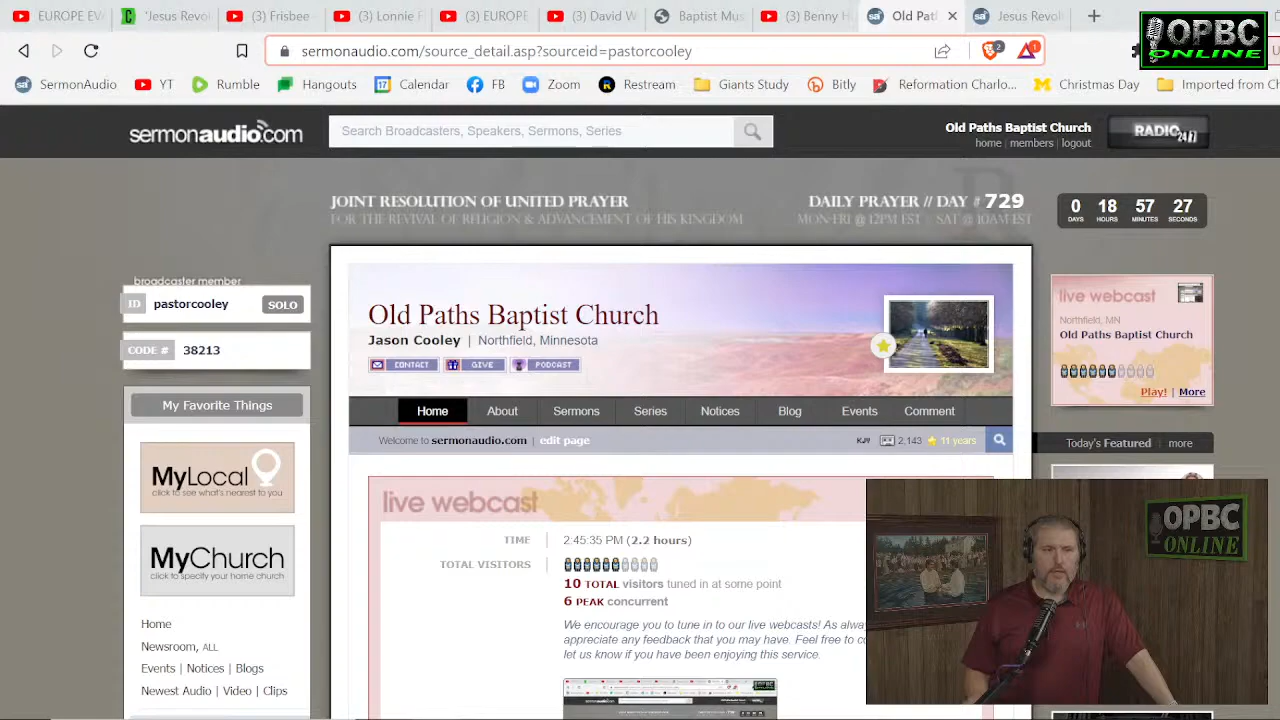 EUROPE EV
'Jesus Revol
(3) Frisbee
(3) Lonnie F
(3) EUROPE
(3) David W
Baptist Mus
(3) Benny H
Old Path
Jesus Revol
OPBC
ONLINE
sermonaudio.com/source_detail.asp?sourceid=pastorcooley
2
1
SermonAudio
YT
Rumble
Hangouts
17 Calendar
FB
Zoom
R Restream
Giants Study
Bitly
Reformation Charlo...
Christmas Day
Imported from C
sermonaudio.com
Search Broadcasters, Speakers, Sermons, Series
Old Paths Baptist Church
home | members | logout
RADIO 24|7
JOINT RESOLUTION OF UNITED PRAYER
FOR THE REVIVAL OF RELIGION & ADVANCEMENT OF HIS KINGDOM
DAILY PRAYER // DAY # 729
MON-FRI @ 12PM EST // SAT @ 10AM EST
0 18 57 27
DAYS HOURS MINUTES SECONDS
broadcaster member
ID pastorcooley SOLO
CODE # 38213
My Favorite Things
MyLocal
click to see what's nearest to you
MyChurch
click to specify your home church
Home
Newsroom, ALL
Events | Notices | Blogs
Newest Audio | Video | Clips
Old Paths Baptist Church
Jason Cooley | Northfield, Minnesota
CONTACT GIVE PODCAST
Home About Sermons Series Notices Blog Events Comment
Welcome to sermonaudio.com edit page
KJV 2,143 11 years
live webcast
TIME 2:45:35 PM (2.2 hours)
TOTAL VISITORS
10 TOTAL visitors tuned in at some point
6 PEAK concurrent
We encourage you to tune in to our live webcasts! As alway
appreciate any feedback that you may have. Feel free to co
let us know if you have been enjoying this service.
live webcast
Northfield, MN
Old Paths Baptist Church
Play! | More
Today's Featured | more
OPBC
ONLINE